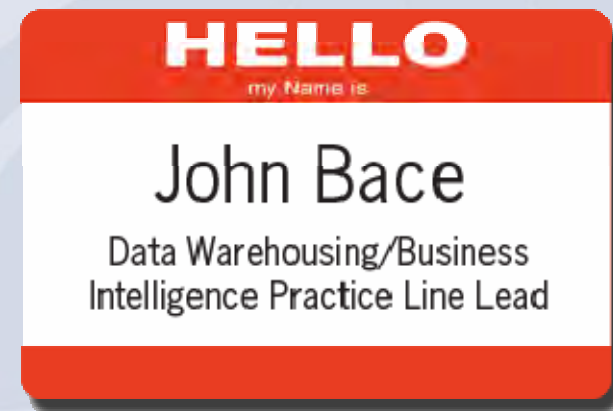 HELLO
my Name is
John Bace
Data Warehousing/Business
Intelligence Practice Line Lead